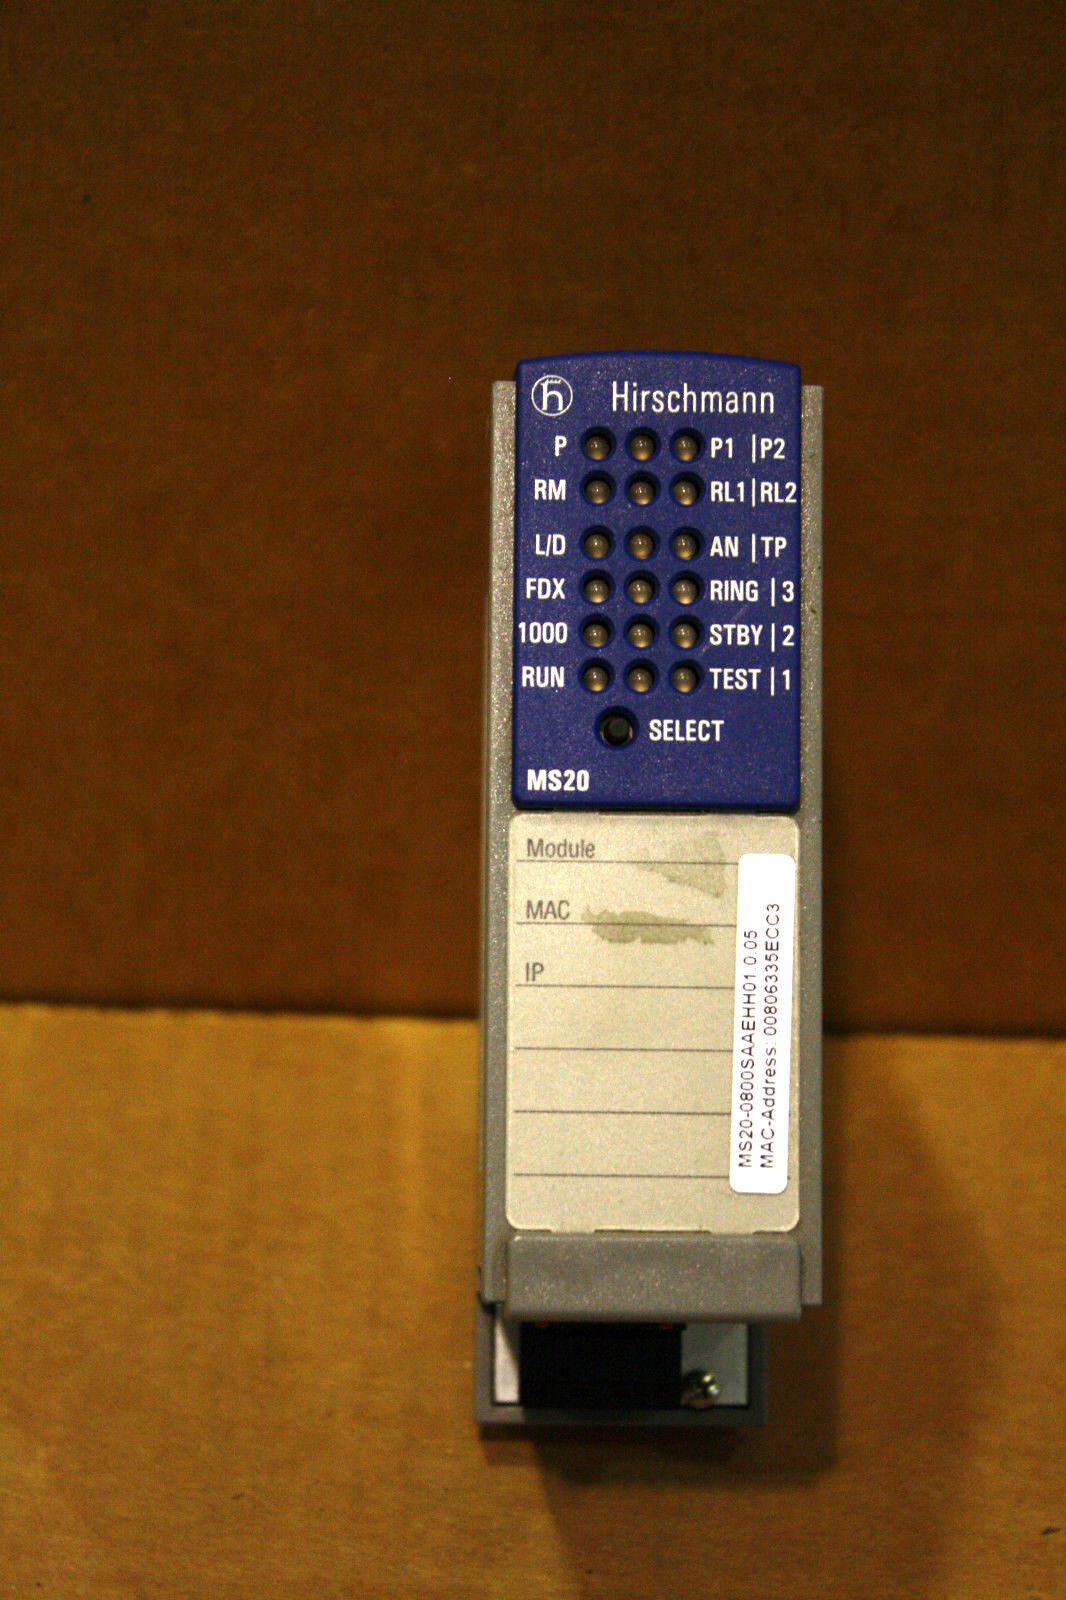 Hirschmann
P P1 | P2
RM RL1 | RL2
L/D AN | TP
FDX RING | 3
1000 STBY | 2
RUN TEST | 1
SELECT
MS20
Module
MAC
IP
MS20-0800SAAEHH01.0.05
MAC-Address: 00806335ECC3